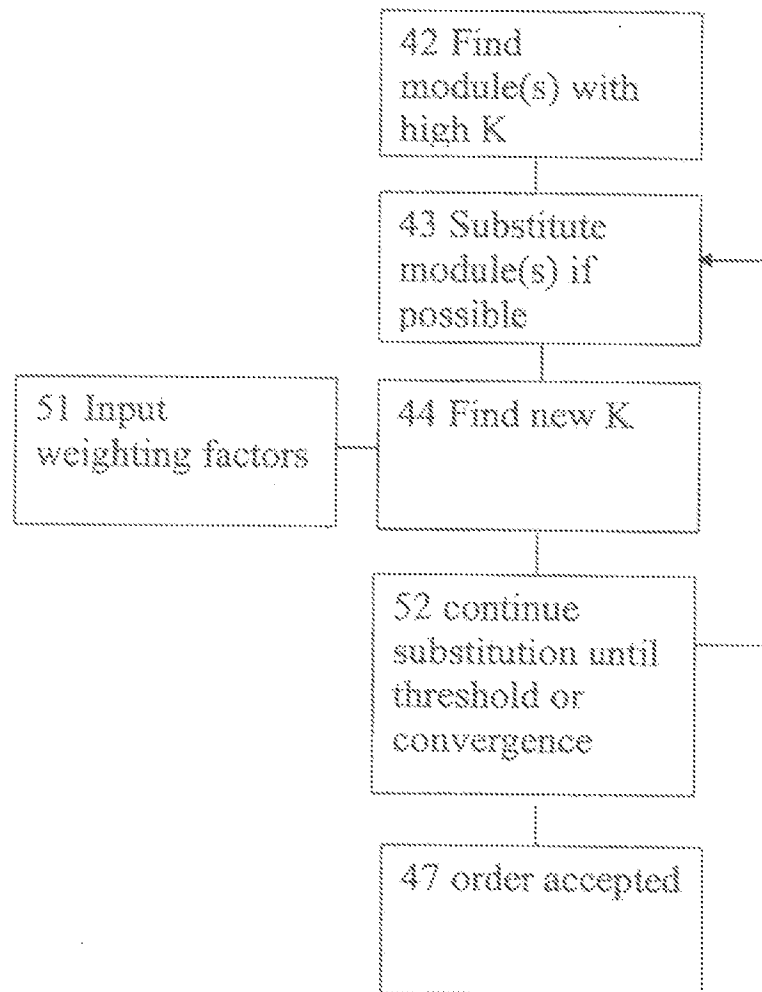 42 Find
module(s) with
high K
43 Substitute
module(s) if
possible
51 Input
weighting factors
44 Find new K
52 continue
substitution until
threshold or
convergence
47 order accepted